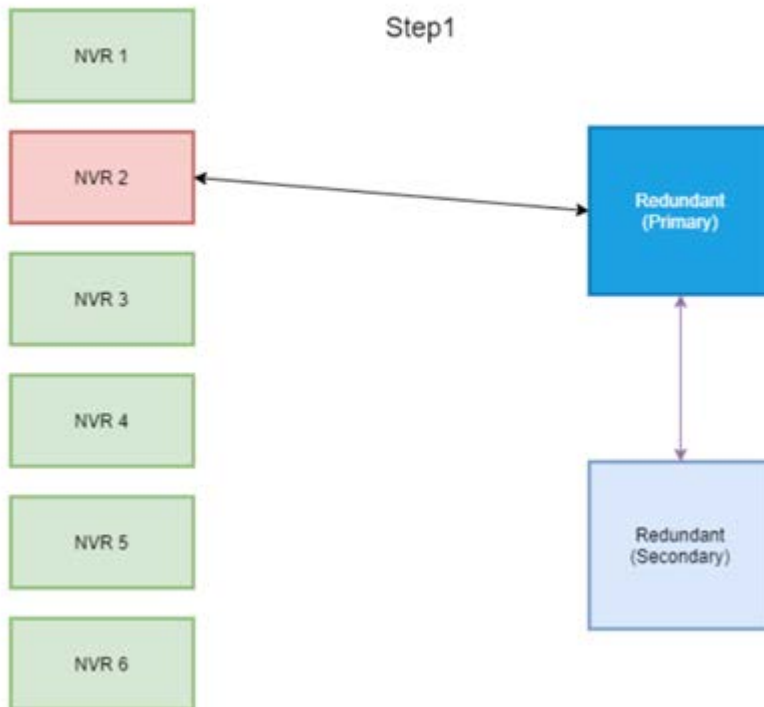 Step1
NVR 1
NVR 2
NVR 3
NVR 4
NVR 5
NVR 6
Redundant
(Primary)
Redundant
(Secondary)